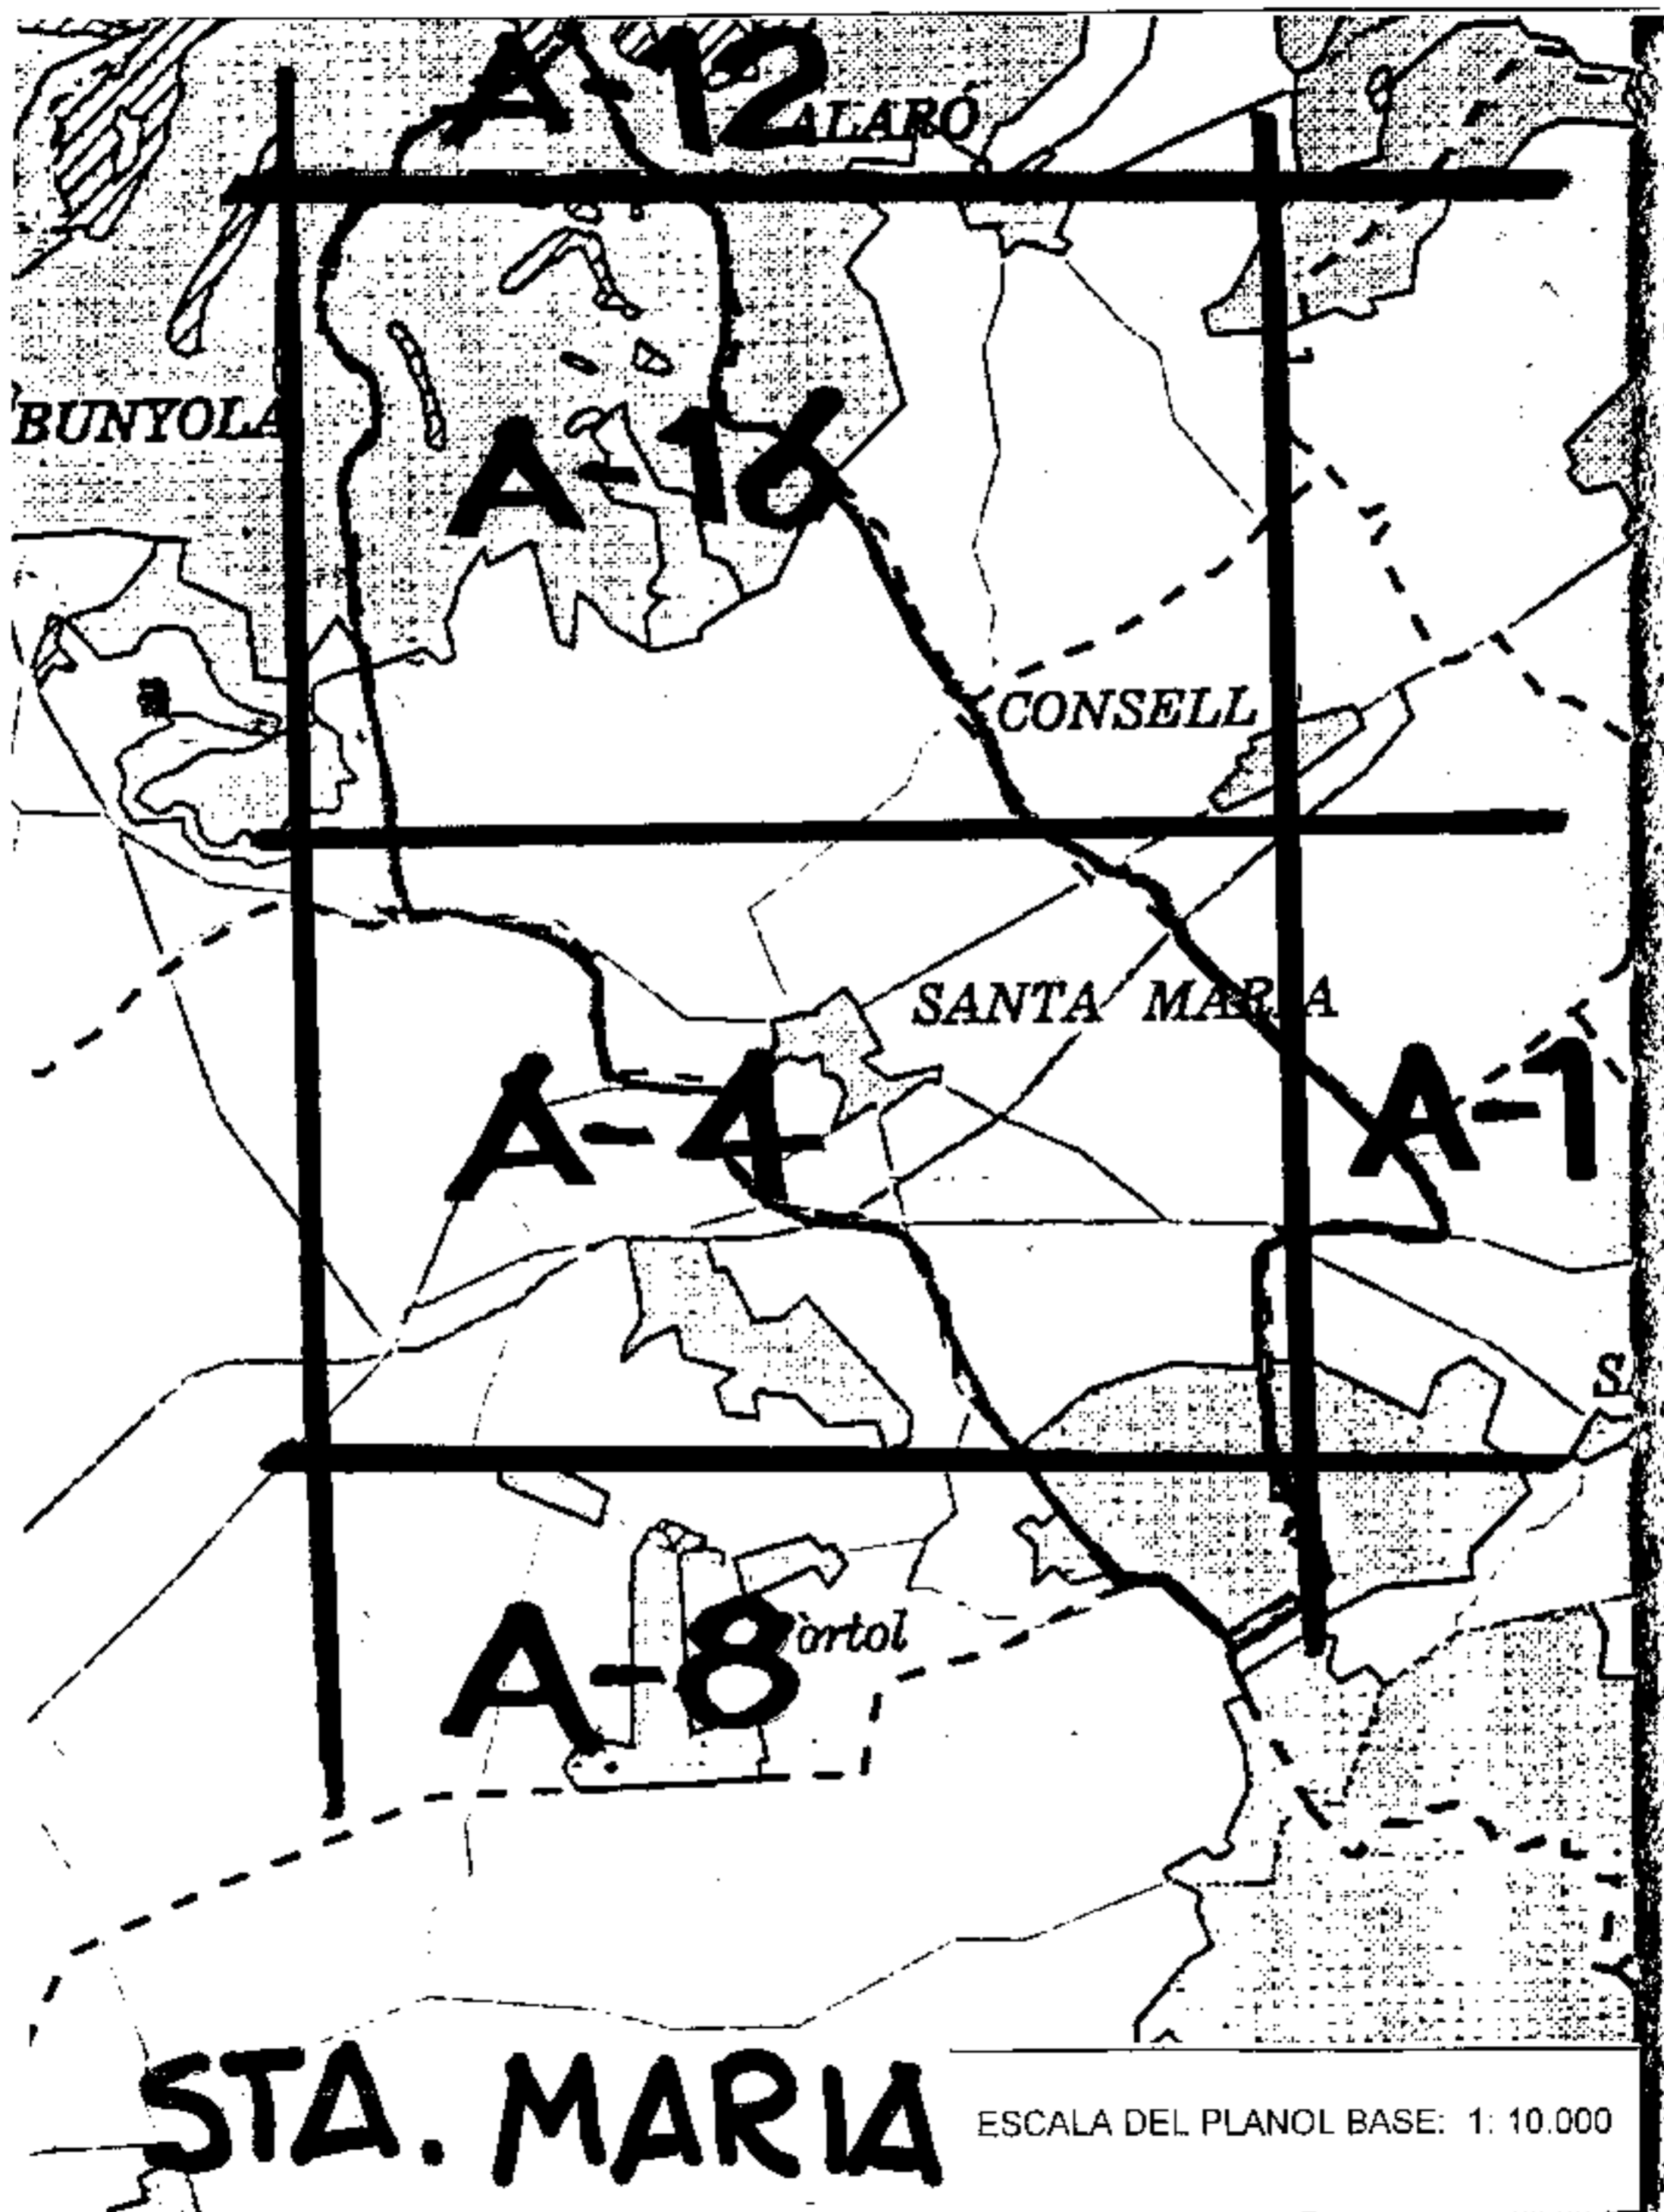 A-12
ALARÓ
BUNYOLA
A-16
CONSELL
SANTA MARIA
A-4
A-1
S.
A-8
òrtol
STA. MARIA
ESCALA DEL PLANOL BASE: 1: 10.000